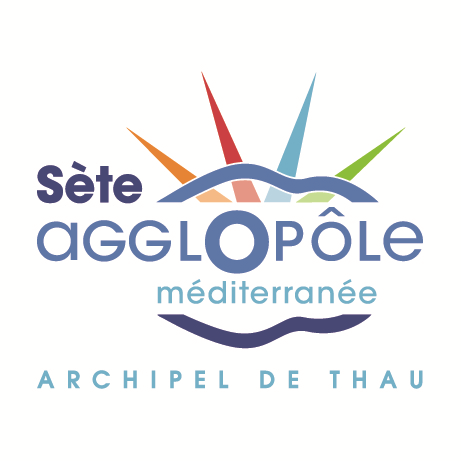 Sète
aGGLOPÔLe
méditerranée
ARCHIPEL DE THAU